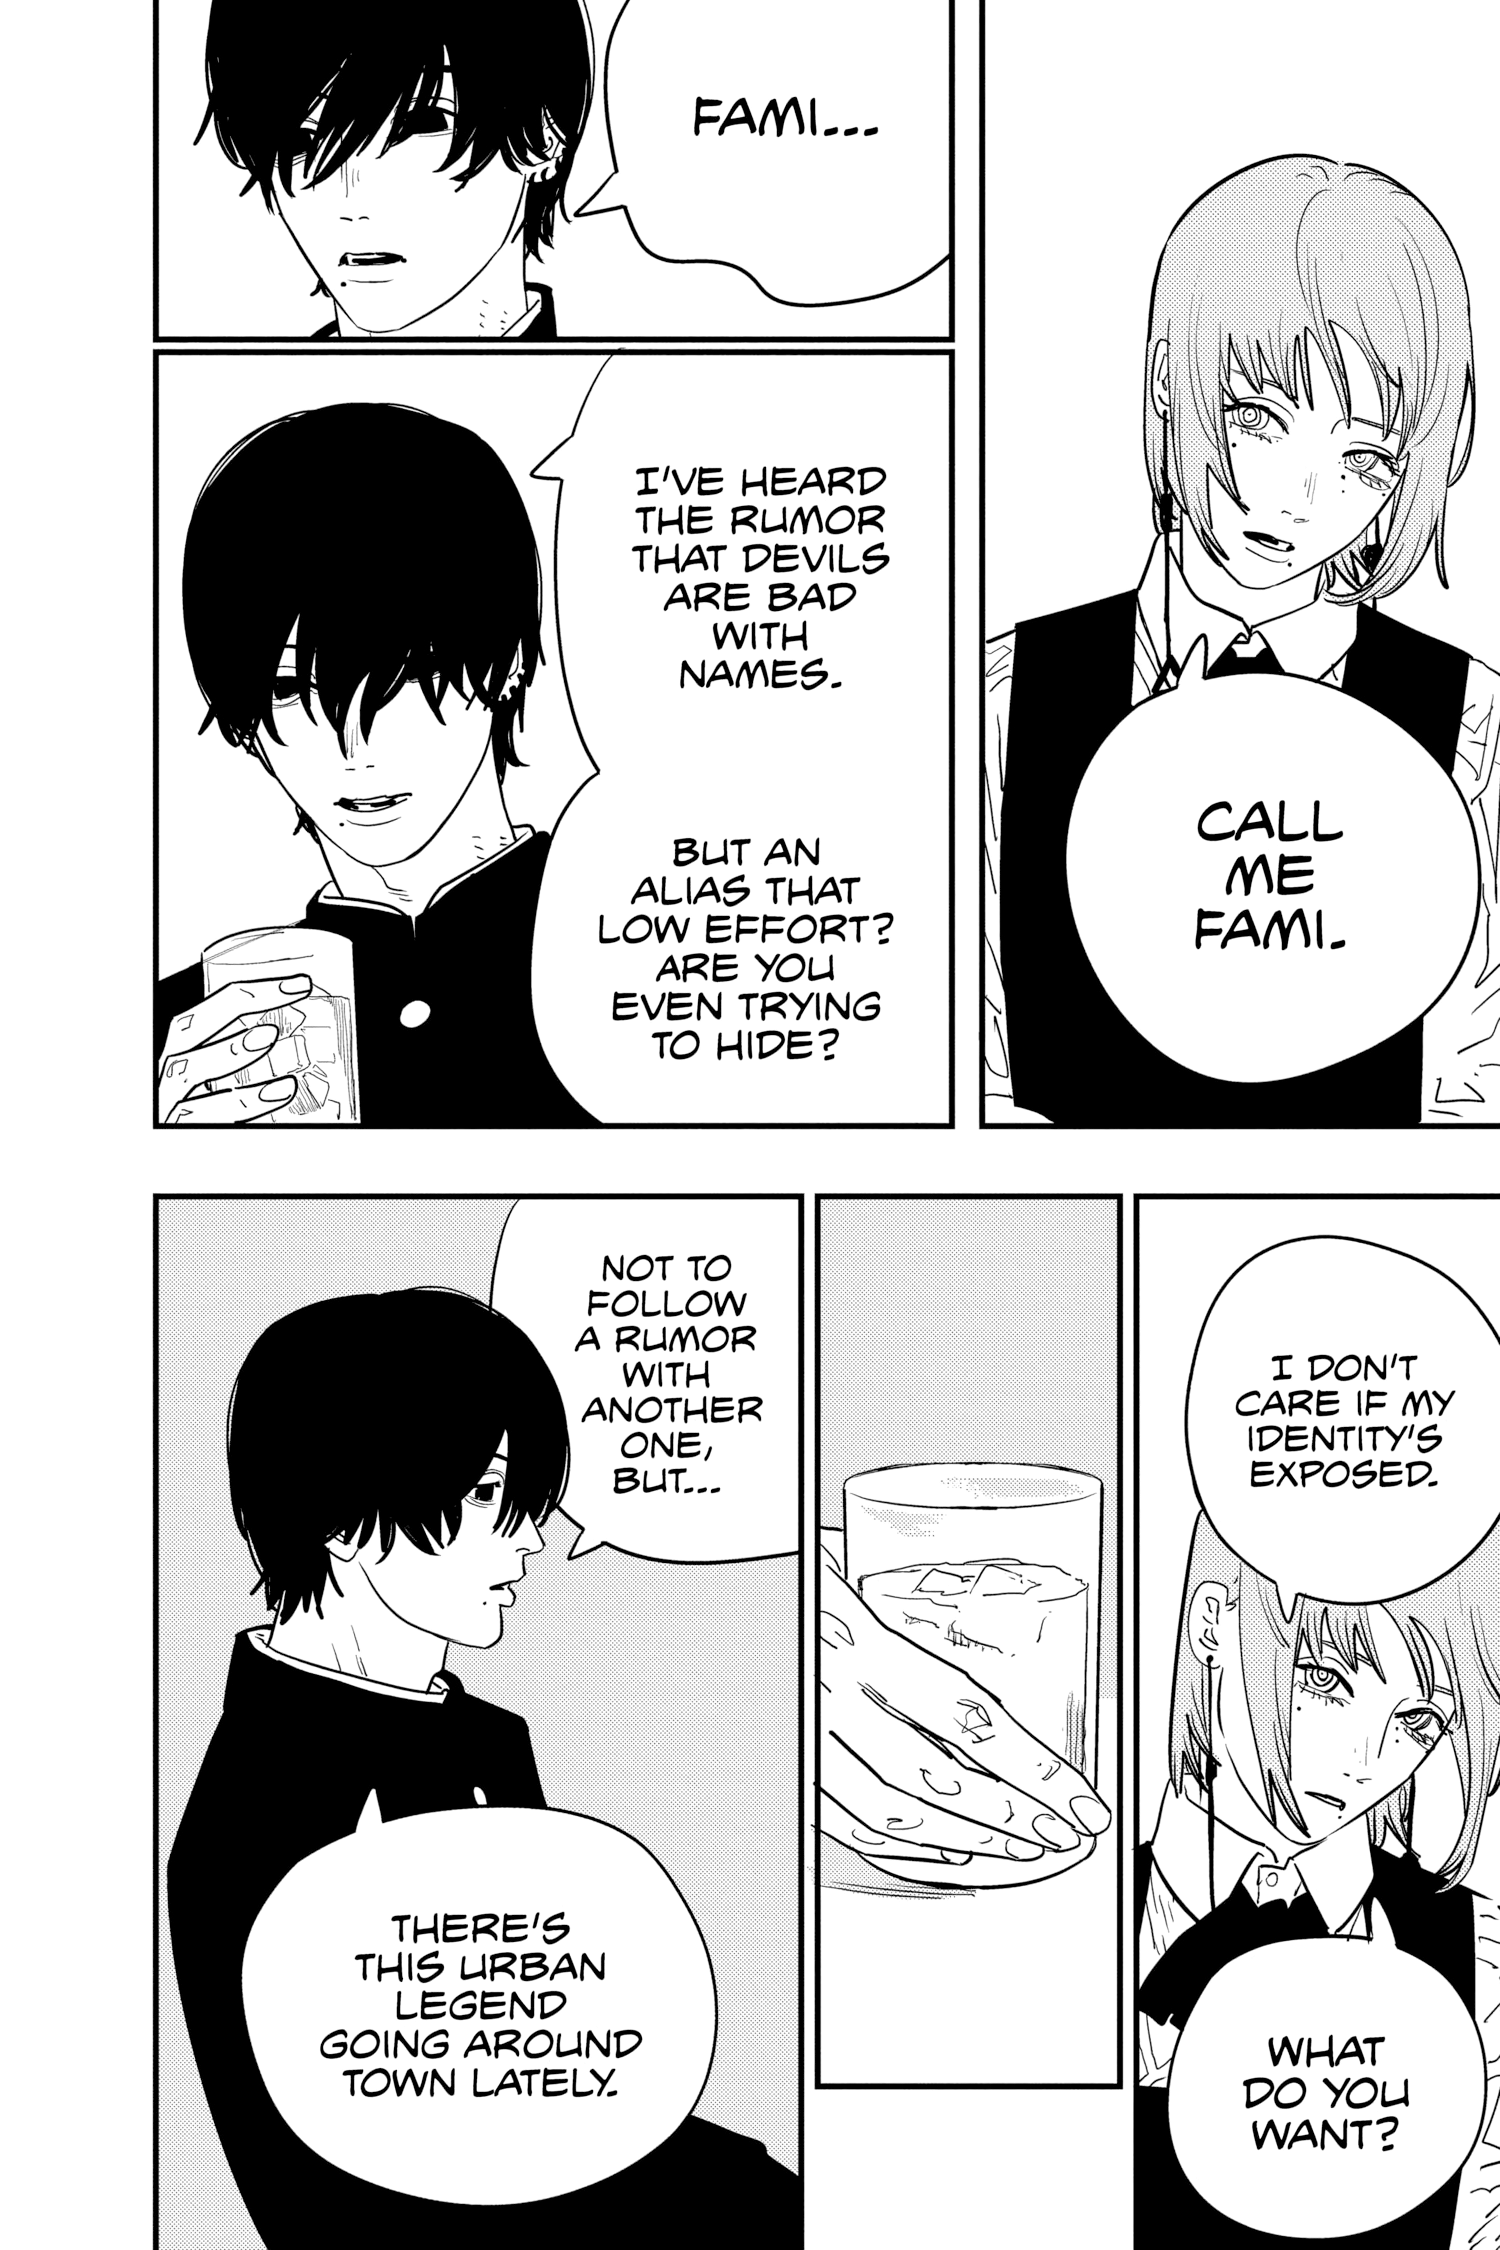 CALL
ME
FAMI.
FAMI...
I'VE HEARD
THE RUMOR
THAT DEVILS
ARE BAD
WITH
NAMES.
BUT AN
ALIAS THAT
LOW EFFORT?
ARE YOU
EVEN TRYING
TO HIDE?
I DON'T
CARE IF MY
IDENTITY'S
EXPOSED.
WHAT
DO YOU
WANT?
NOT TO
FOLLOW
A RUMOR
WITH
ANOTHER
ONE,
BUT...
THERE'S
THIS URBAN
LEGEND
GOING AROUND
TOWN LATELY.